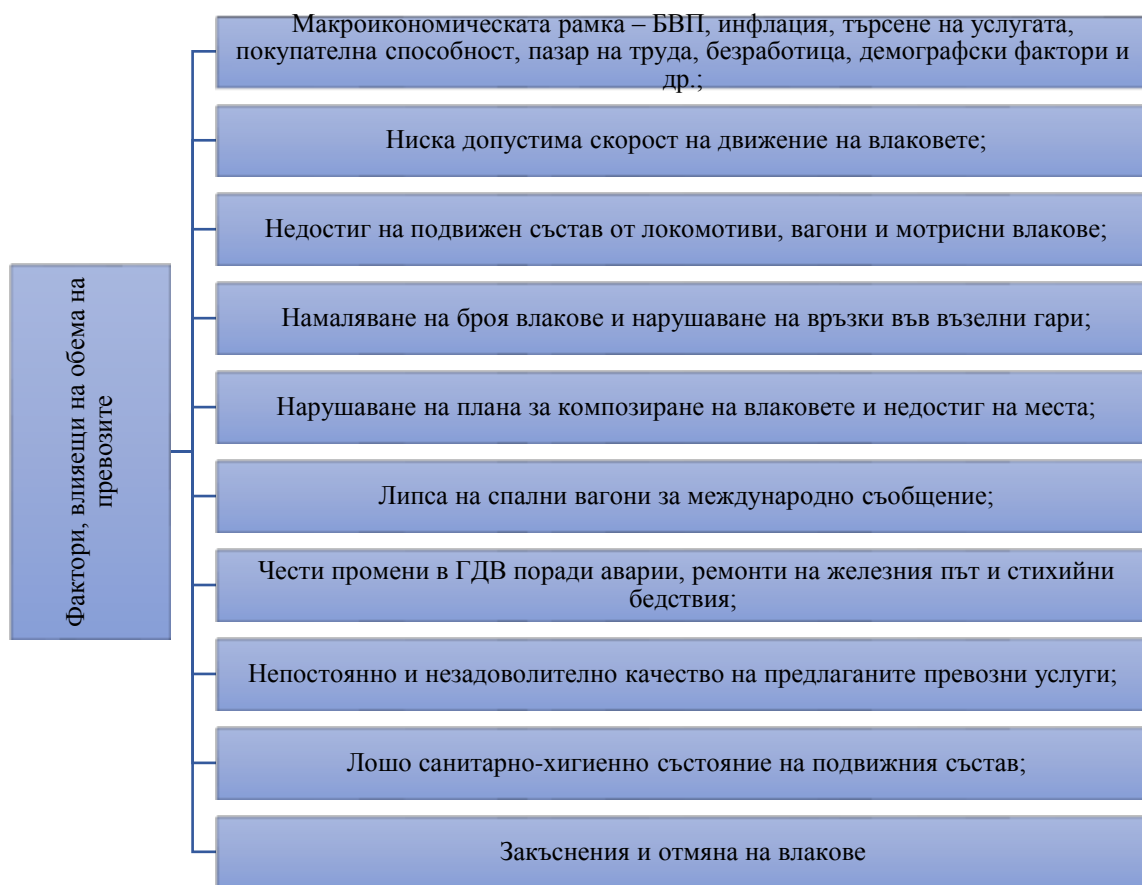 Макроикономическата рамка – БВП, инфлация, търсене на услугата,
покупателна способност, пазар на труда, безработица, демографски фактори и
др.;
Ниска допустима скорост на движение на влаковете;
Недостиг на подвижен състав от локомотиви, вагони и мотрисни влакове;
Намаляване на броя влакове и нарушаване на връзки във възелни гари;
Фактори, влияещи на обема на
превозите
Нарушаване на плана за композиране на влаковете и недостиг на места;
Липса на спални вагони за международно съобщение;
Чести промени в ГДВ поради аварии, ремонти на железния път и стихийни
бедствия;
Непостоянно и незадоволително качество на предлаганите превозни услуги;
Лошо санитарно-хигиенно състояние на подвижния състав;
Закъснения и отмяна на влакове